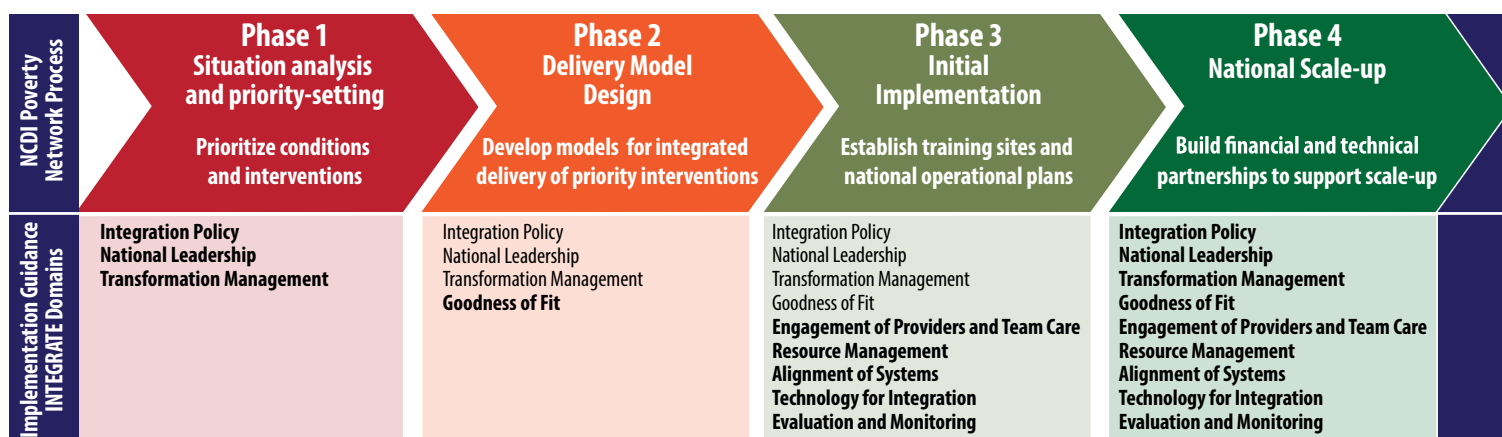 NCDI Poverty
Network Process
Phase 1
Situation analysis
and priority-setting
Prioritize conditions
and interventions
Phase 2
Delivery Model
Design
Develop models for integrated
delivery of priority interventions
Phase 3
Initial
Implementation
Establish training sites and
national operational plans
Phase 4
National Scale-up
Build financial and technical
partnerships to support scale-up
Implementation Guidance
INTEGRATE Domains
Integration Policy
National Leadership
Transformation Management
Integration Policy
National Leadership
Transformation Management
Goodness of Fit
Integration Policy
National Leadership
Transformation Management
Goodness of Fit
Engagement of Providers and Team Care
Resource Management
Alignment of Systems
Technology for Integration
Evaluation and Monitoring
Integration Policy
National Leadership
Transformation Management
Goodness of Fit
Engagement of Providers and Team Care
Resource Management
Alignment of Systems
Technology for Integration
Evaluation and Monitoring